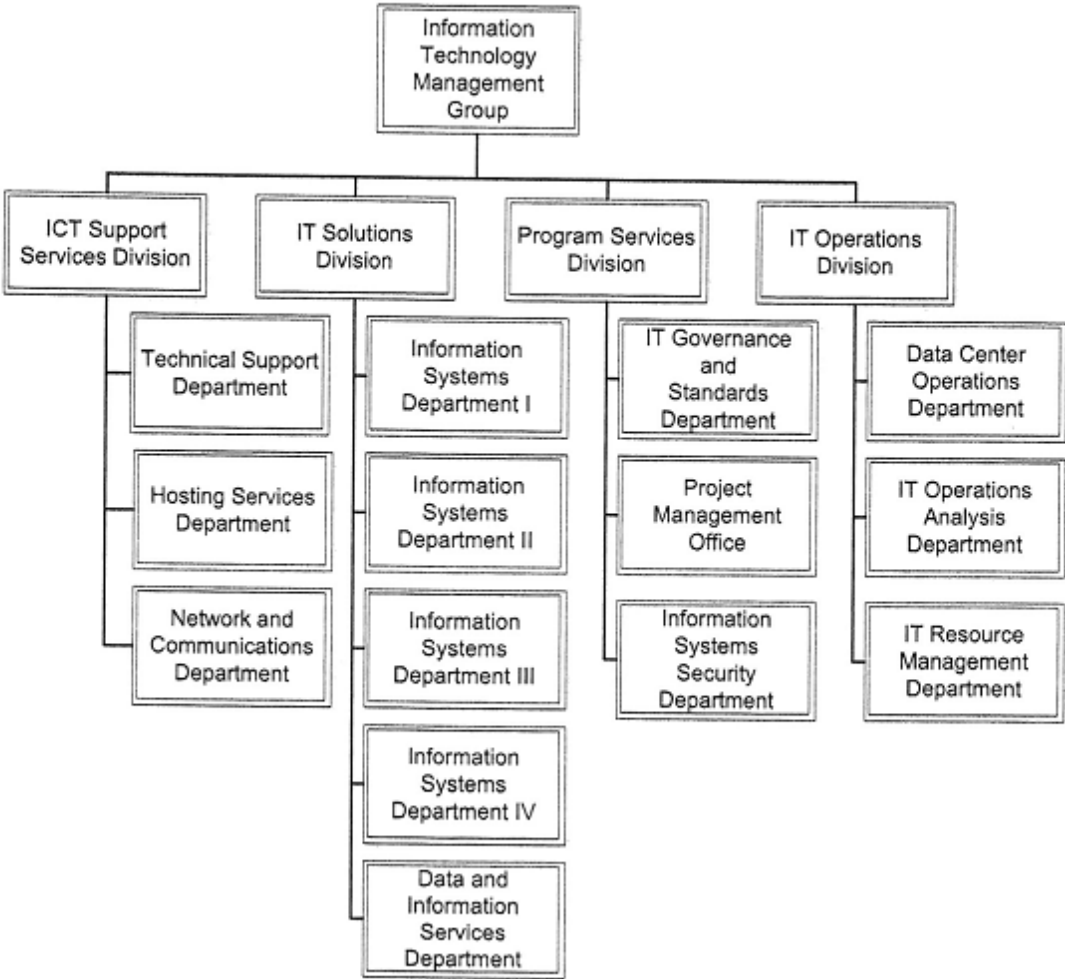 Information
Technology
Management
Group
ICT Support
Services Division
IT Solutions
Division
Program Services
Division
IT Operations
Division
Technical Support
Department
Hosting Services
Department
Network and
Communications
Department
Information
Systems
Department I
Information
Systems
Department II
Information
Systems
Department III
Information
Systems
Department IV
Data and
Information
Services
Department
IT Governance
and
Standards
Department
Project
Management
Office
Information
Systems
Security
Department
Data Center
Operations
Department
IT Operations
Analysis
Department
IT Resource
Management
Department